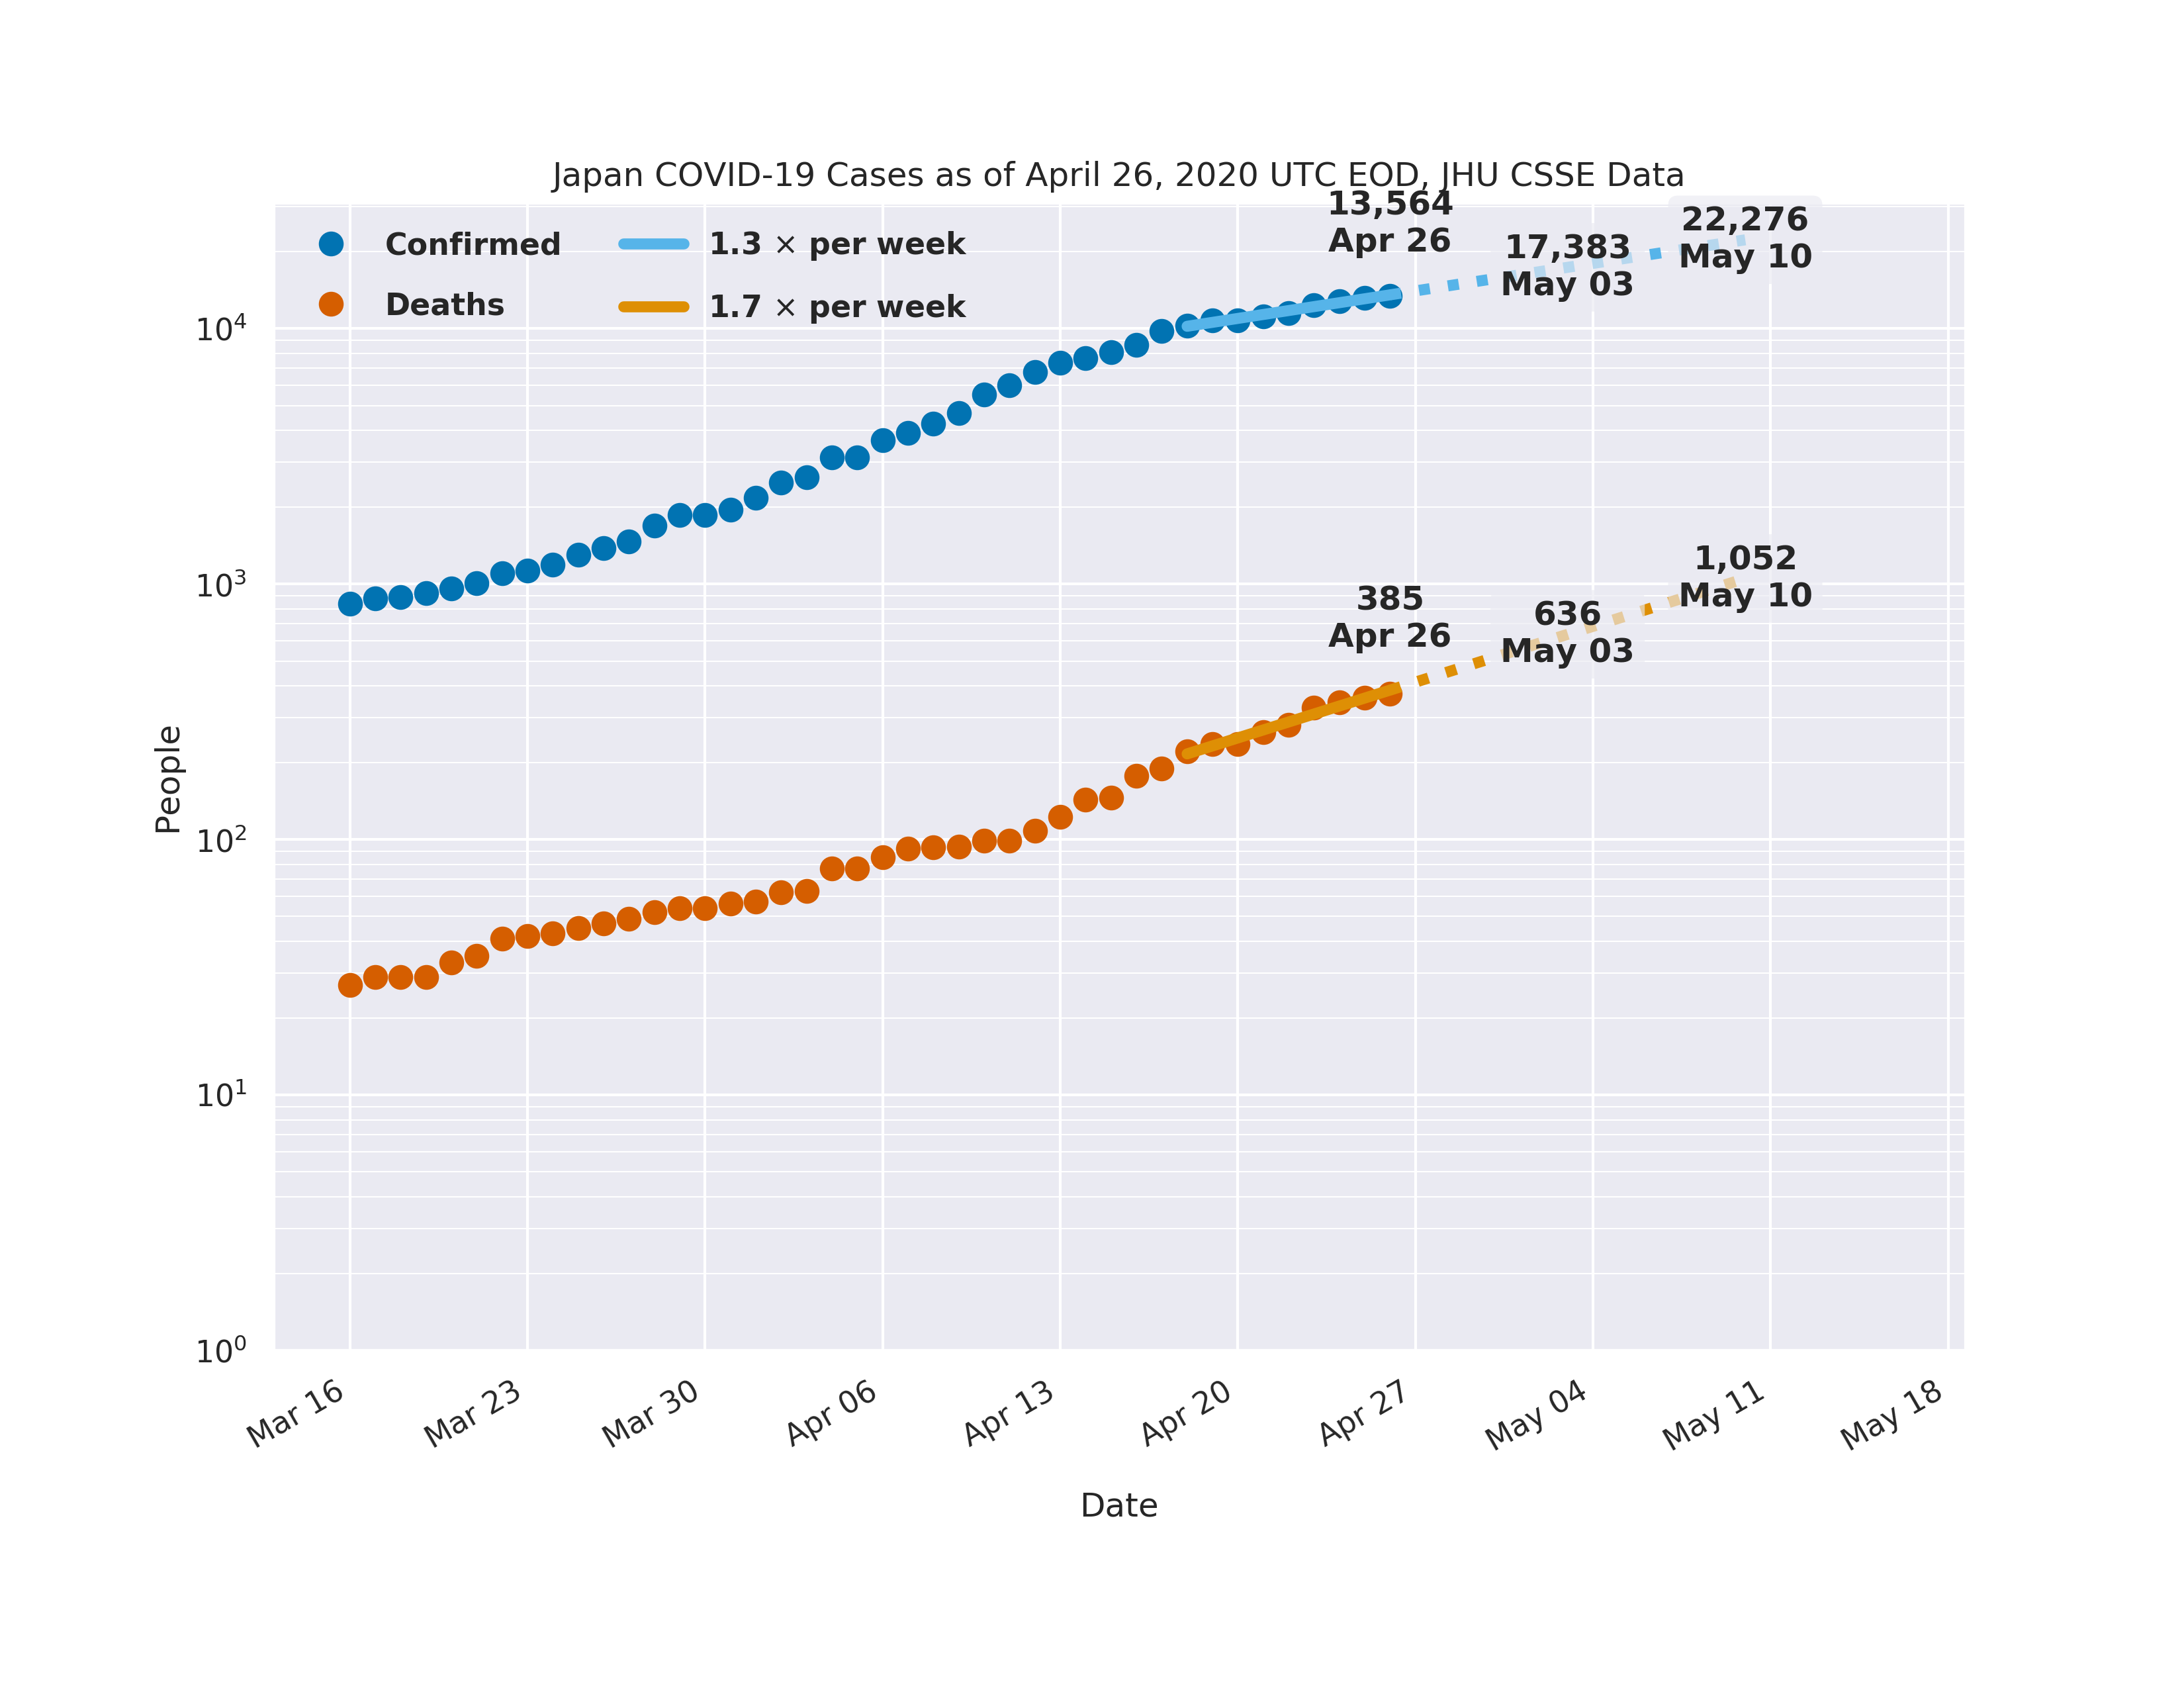 Japan COVID-19 Cases as of April 26, 2020 UTC EOD, JHU CSSE Data
Confirmed
Deaths
1.3 × per week
1.7 × per week
13,564
Apr 26
17,383
May 03
22,276
May 10
385
Apr 26
636
May 03
1,052
May 10
People
10⁴
10³
10²
10¹
10⁰
Mar 16
Mar 23
Mar 30
Apr 06
Apr 13
Apr 20
Apr 27
May 04
May 11
May 18
Date